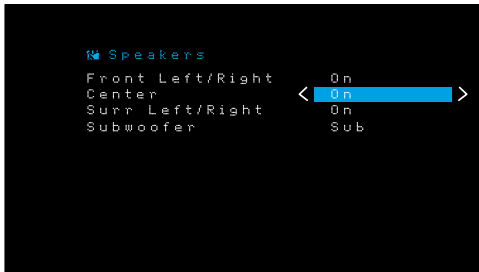 Speakers
Front Left/Right On
Center < On >
Surr Left/Right On
Subwoofer Sub